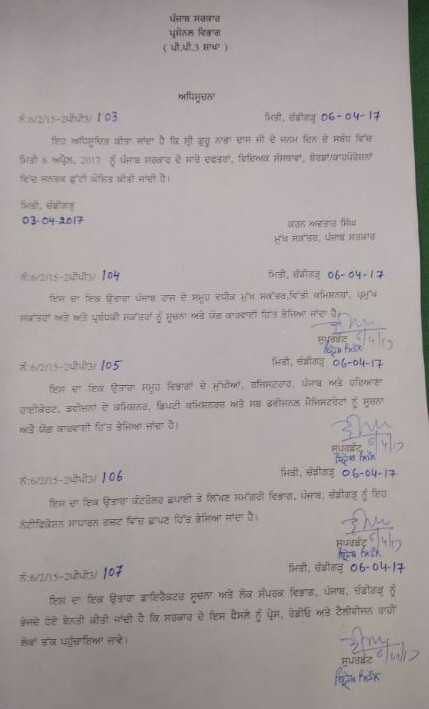 ਪੰਜਾਬ ਸਰਕਾਰ
ਪ੍ਰਸੋਨਲ ਵਿਭਾਗ
( ਪੀ.ਪੀ.3 ਸ਼ਾਖਾ )
ਅਧਿਸੂਚਨਾ
ਨੰ:6/2/15-2ਪੀਪੀ3/ 103 ਮਿਤੀ, ਚੰਡੀਗੜ੍ਹ 06-04-17
ਇਹ ਅਧਿਸੂਚਿਤ ਕੀਤਾ ਜਾਂਦਾ ਹੈ ਕਿ ਸ੍ਰੀ ਗੁਰੂ ਨਾਭਾ ਦਾਸ ਜੀ ਦੇ ਜਨਮ ਦਿਨ ਦੇ ਸਬੰਧ ਵਿੱਚ
ਮਿਤੀ 8 ਅਪ੍ਰੈਲ, 2017 ਨੂੰ ਪੰਜਾਬ ਸਰਕਾਰ ਦੇ ਸਾਰੇ ਦਫਤਰਾਂ, ਵਿਦਿਅਕ ਸੰਸਥਾਵਾਂ, ਬੋਰਡਾਂ/ਕਾਰਪੋਰੇਸ਼ਨਾਂ
ਵਿੱਚ ਜਨਤਕ ਛੁੱਟੀ ਘੋਸ਼ਿਤ ਕੀਤੀ ਜਾਂਦੀ ਹੈ।
ਮਿਤੀ, ਚੰਡੀਗੜ੍ਹ
03-04-2017
ਕਰਨ ਅਵਤਾਰ ਸਿੰਘ
ਮੁੱਖ ਸਕੱਤਰ, ਪੰਜਾਬ ਸਰਕਾਰ
ਨੰ:6/2/15-2ਪੀਪੀ3/ 104 ਮਿਤੀ, ਚੰਡੀਗੜ੍ਹ 06-04-17
ਇਸ ਦਾ ਇਕ ਉਤਾਰਾ ਪੰਜਾਬ ਰਾਜ ਦੇ ਸਮੂਹ ਵਧੀਕ ਮੁੱਖ ਸਕੱਤਰ,ਵਿੱਤੀ ਕਮਿਸ਼ਨਰਾਂ, ਪ੍ਰਮੁੱਖ
ਸਕੱਤਰਾਂ ਅਤੇ ਅਤੇ ਪ੍ਰਬੰਧਕੀ ਸਕੱਤਰਾਂ ਨੂੰ ਸੂਚਨਾ ਅਤੇ ਯੋਗ ਕਾਰਵਾਈ ਹਿੱਤ ਭੇਜਿਆ ਜਾਂਦਾ ਹੈ।
ਸੁਪਰਡੰਟ 6/4/17
ਨੰ:6/2/15-2ਪੀਪੀ3/ 105 ਮਿਤੀ, ਚੰਡੀਗੜ੍ਹ 06-04-17
ਇਸ ਦਾ ਇਕ ਉਤਾਰਾ ਸਮੂਹ ਵਿਭਾਗਾਂ ਦੇ ਮੁੱਖੀਆਂ, ਰਜਿਸਟਰਾਰ, ਪੰਜਾਬ ਅਤੇ ਹਰਿਆਣਾ
ਹਾਈਕੋਰਟ, ਡਵੀਜ਼ਨਾਂ ਦੇ ਕਮਿਸ਼ਨਰ, ਡਿਪਟੀ ਕਮਿਸ਼ਨਰਜ਼ ਅਤੇ ਸਬ ਡਵੀਜ਼ਨਲ ਮੈਜਿਸਟਰੇਟਾਂ ਨੂੰ ਸੂਚਨਾ
ਅਤੇ ਯੋਗ ਕਾਰਵਾਈ ਹਿੱਤ ਭੇਜਿਆ ਜਾਂਦਾ ਹੈ।
ਸੁਪਰਡੰਟ 6/4/17
ਨੰ:6/2/15-2ਪੀਪੀ3/ 106 ਮਿਤੀ, ਚੰਡੀਗੜ੍ਹ 06-04-17
ਇਸ ਦਾ ਇਕ ਉਤਾਰਾ ਕੰਟਰੋਲਰ ਛਪਾਈ ਤੇ ਲਿਖਣ ਸਮੱਗਰੀ ਵਿਭਾਗ, ਪੰਜਾਬ, ਚੰਡੀਗੜ੍ਹ ਨੂੰ ਇਹ
ਨੋਟੀਫਿਕੇਸ਼ਨ ਸਾਧਾਰਨ ਗਜ਼ਟ ਵਿੱਚ ਛਾਪਣ ਹਿੱਤ ਭੇਜਿਆ ਜਾਂਦਾ ਹੈ।
ਸੁਪਰਡੰਟ 6/4/17
ਨੰ:6/2/15-2ਪੀਪੀ3/ 107 ਮਿਤੀ, ਚੰਡੀਗੜ੍ਹ 06-04-17
ਇਸ ਦਾ ਇਕ ਉਤਾਰਾ ਡਾਇਰੈਕਟਰ ਸੂਚਨਾ ਅਤੇ ਲੋਕ ਸੰਪਰਕ ਵਿਭਾਗ, ਪੰਜਾਬ, ਚੰਡੀਗੜ੍ਹ ਨੂੰ
ਭੇਜਦੇ ਹੋਏ ਬੇਨਤੀ ਕੀਤੀ ਜਾਂਦੀ ਹੈ ਕਿ ਸਰਕਾਰ ਦੇ ਇਸ ਫੈਸਲੇ ਨੂੰ ਪ੍ਰੈਸ, ਰੇਡੀਓ ਅਤੇ ਟੈਲੀਵੀਜਨ ਰਾਹੀਂ
ਲੋਕਾਂ ਤੱਕ ਪਹੁੰਚਾਇਆ ਜਾਵੇ।
ਸੁਪਰਡੰਟ 6/4/17